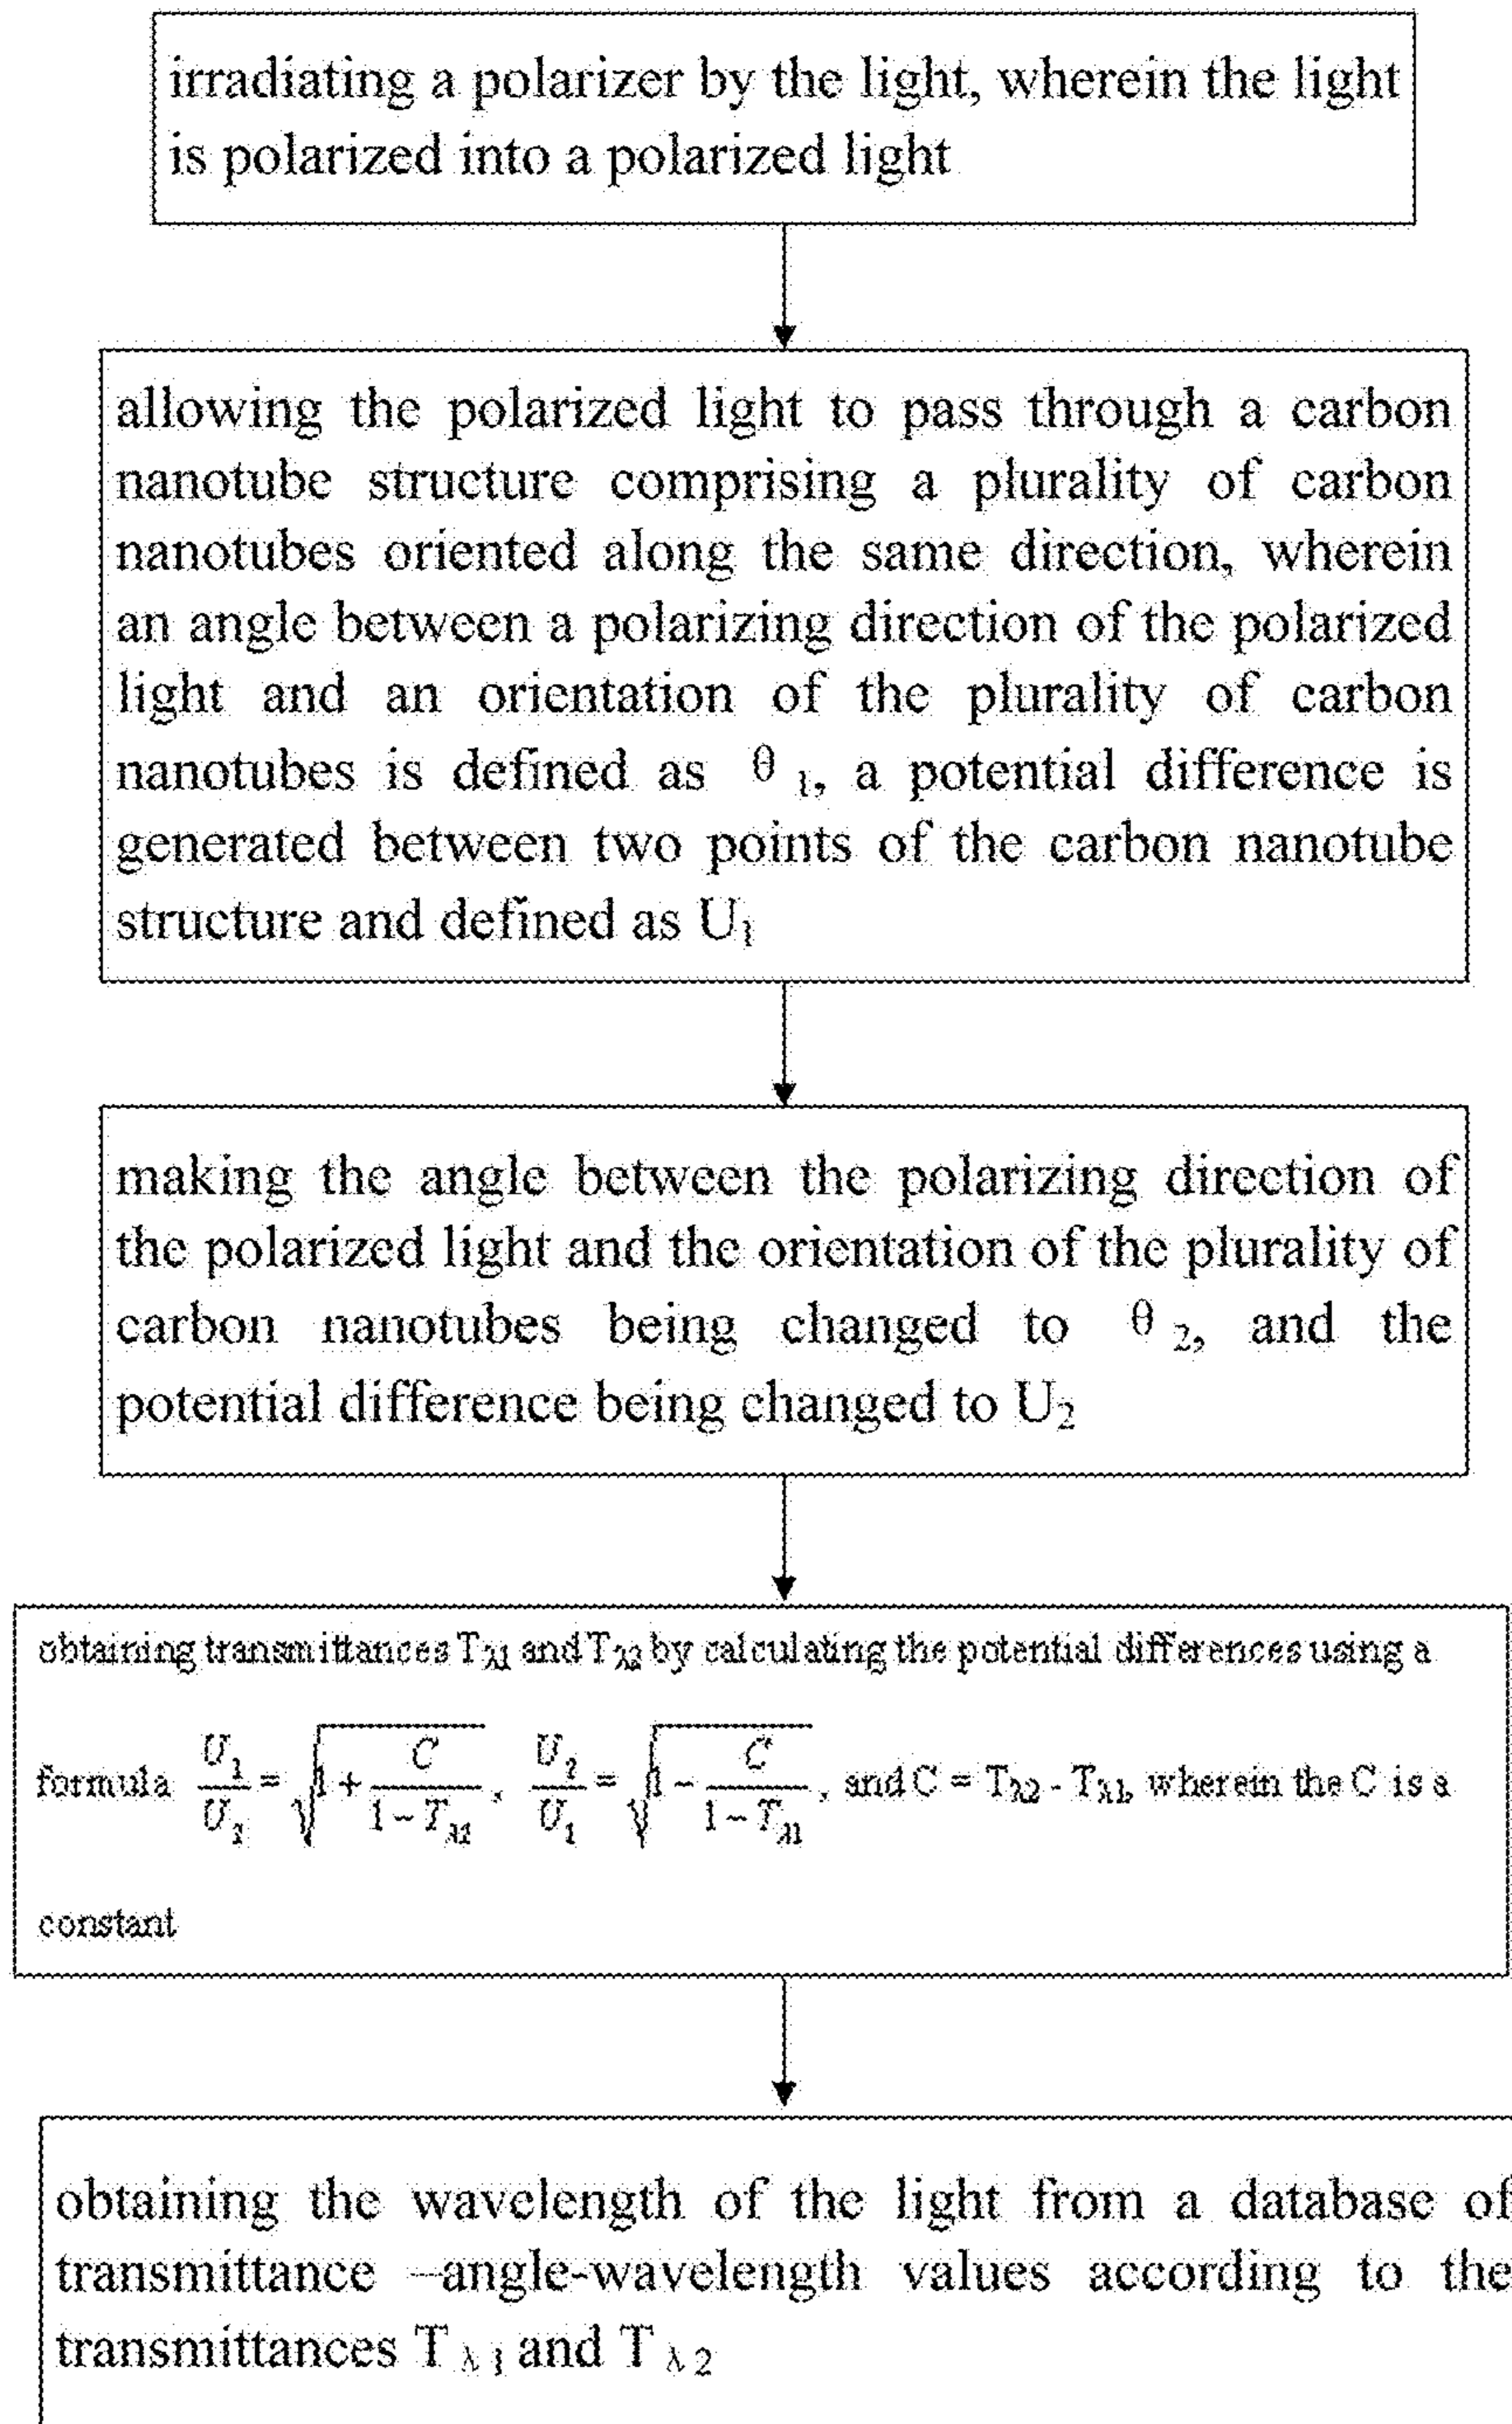 irradiating a polarizer by the light, wherein the light
is polarized into a polarized light
allowing the polarized light to pass through a carbon
nanotube structure comprising a plurality of carbon
nanotubes oriented along the same direction, wherein
an angle between a polarizing direction of the polarized
light and an orientation of the plurality of carbon
nanotubes is defined as θ₁, a potential difference is
generated between two points of the carbon nanotube
structure and defined as U₁
making the angle between the polarizing direction of
the polarized light and the orientation of the plurality of
carbon nanotubes being changed to θ₂, and the
potential difference being changed to U₂
obtaining transmittances Tλ1 and Tλ2 by calculating the potential differences using a
formula U₁/U₂ = √(1 + C/(1−Tλ2)), U₂/U₁ = √(1 − C/(1−Tλ1)), and C = Tλ2 - Tλ1, wherein the C is a
constant
obtaining the wavelength of the light from a database of
transmittance –angle-wavelength values according to the
transmittances Tλ1 and Tλ2